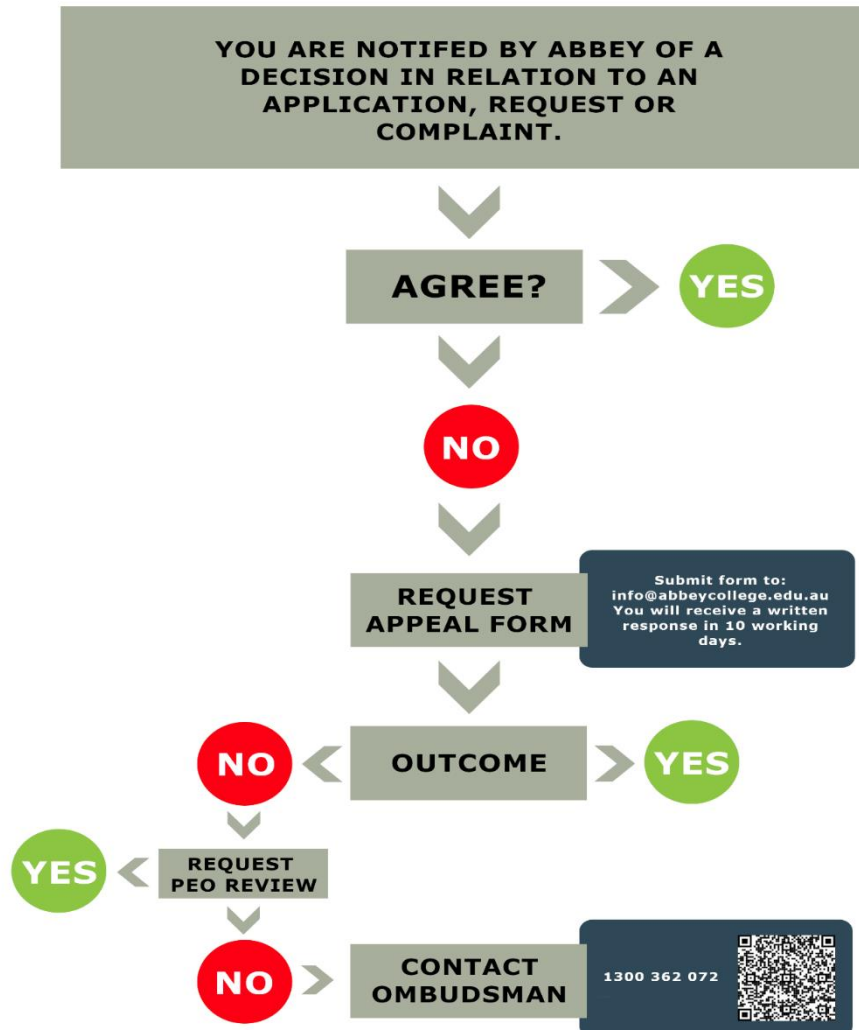 YOU ARE NOTIFED BY ABBEY OF A
DECISION IN RELATION TO AN
APPLICATION, REQUEST OR
COMPLAINT.
AGREE?
YES
NO
REQUEST
APPEAL FORM
Submit form to:
info@abbeycollege.edu.au
You will receive a written
response in 10 working
days.
NO
OUTCOME
YES
YES
REQUEST
PEO REVIEW
NO
CONTACT
OMBUDSMAN
1300 362 072